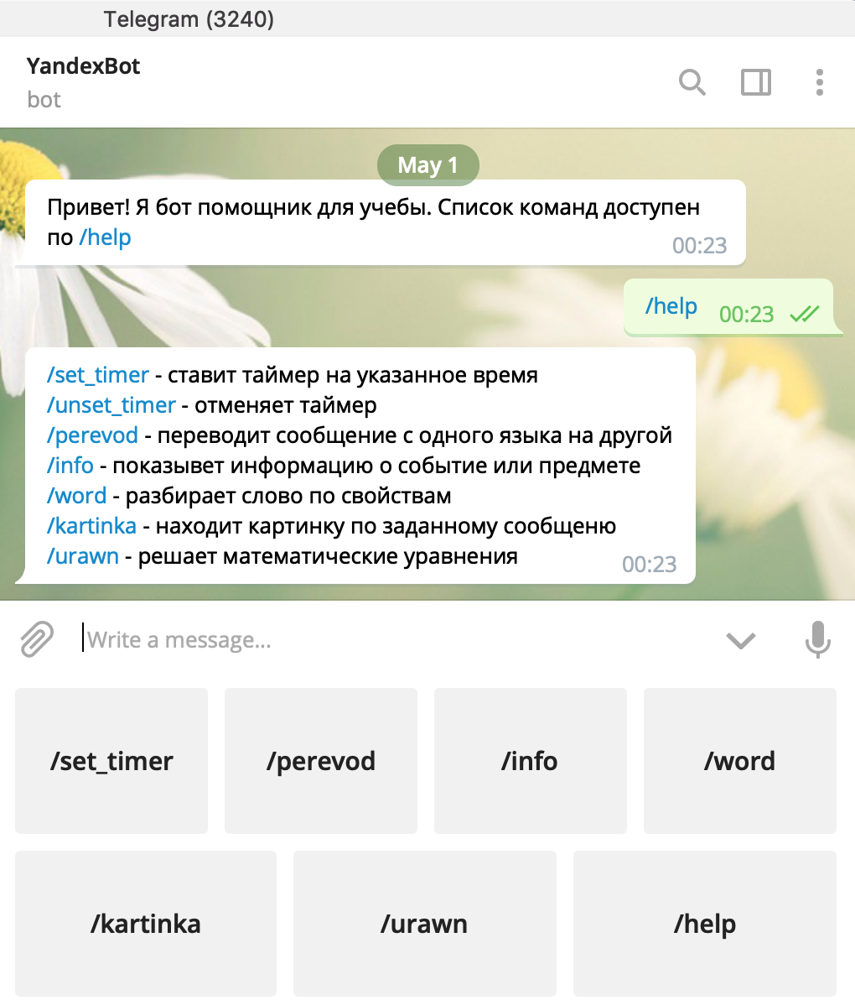 Telegram (3240)
YandexBot
bot
May 1
Привет! Я бот помощник для учебы. Список команд доступен
по /help
00:23
/help 00:23
/set_timer - ставит таймер на указанное время
/unset_timer - отменяет таймер
/perevod - переводит сообщение с одного языка на другой
/info - показывет информацию о событие или предмете
/word - разбирает слово по свойствам
/kartinka - находит картинку по заданному сообщеню
/urawn - решает математические уравнения
00:23
Write a message...
/set_timer /perevod /info /word
/kartinka /urawn /help